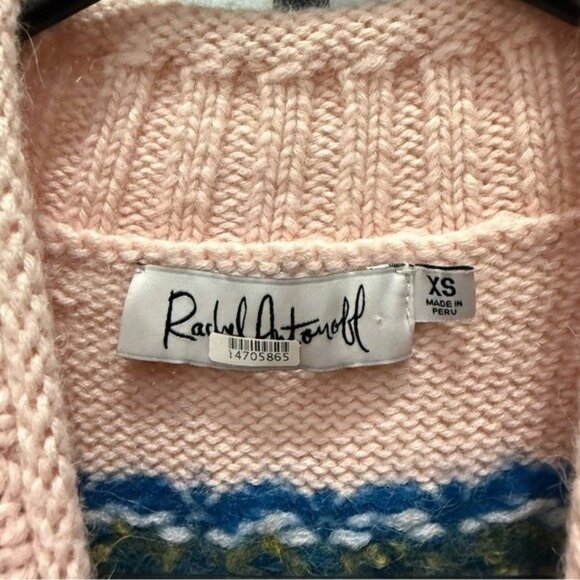 Rachel Antonoff
14705865
XS
MADE IN
PERU